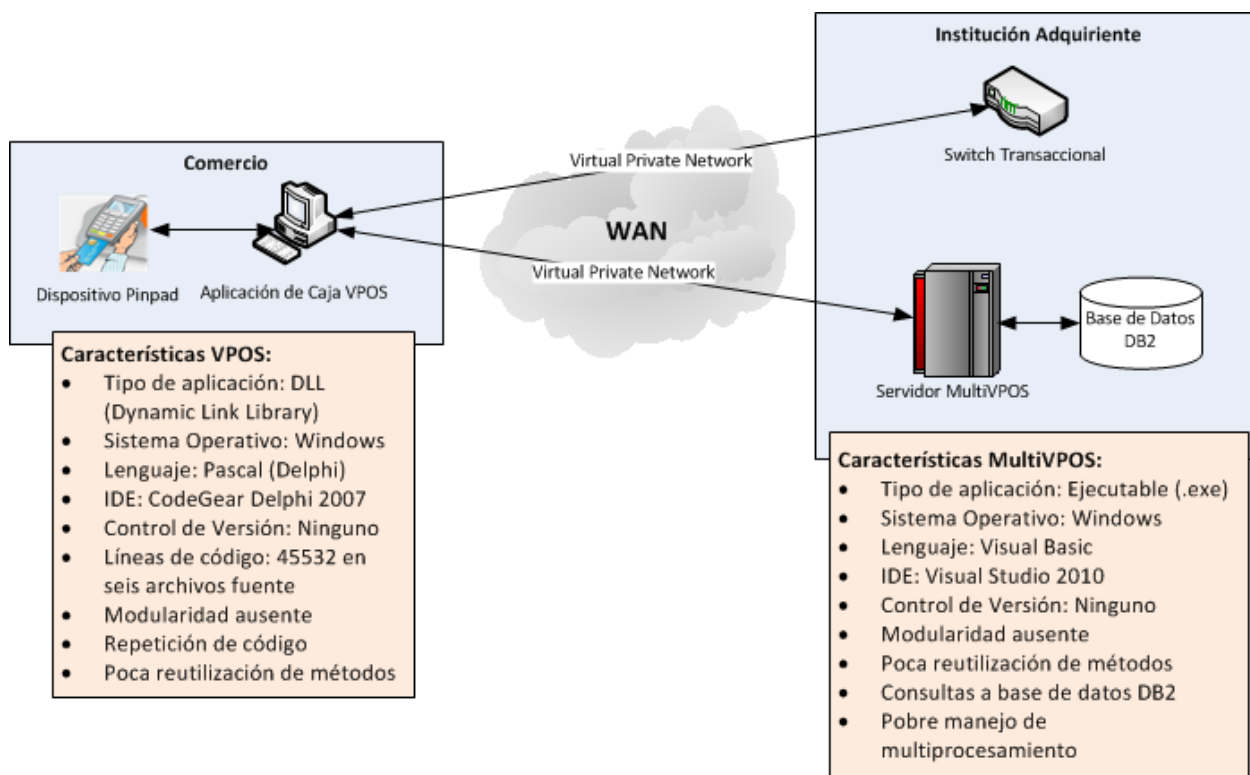 Comercio
Dispositivo Pinpad
Aplicación de Caja VPOS
Características VPOS:
• Tipo de aplicación: DLL
(Dynamic Link Library)
• Sistema Operativo: Windows
• Lenguaje: Pascal (Delphi)
• IDE: CodeGear Delphi 2007
• Control de Versión: Ninguno
• Líneas de código: 45532 en
seis archivos fuente
• Modularidad ausente
• Repetición de código
• Poca reutilización de métodos
Virtual Private Network
WAN
Virtual Private Network
Institución Adquiriente
Switch Transaccional
Servidor MultiVPOS
Base de Datos
DB2
Características MultiVPOS:
• Tipo de aplicación: Ejecutable (.exe)
• Sistema Operativo: Windows
• Lenguaje: Visual Basic
• IDE: Visual Studio 2010
• Control de Versión: Ninguno
• Modularidad ausente
• Poca reutilización de métodos
• Consultas a base de datos DB2
• Pobre manejo de
multiprocesamiento